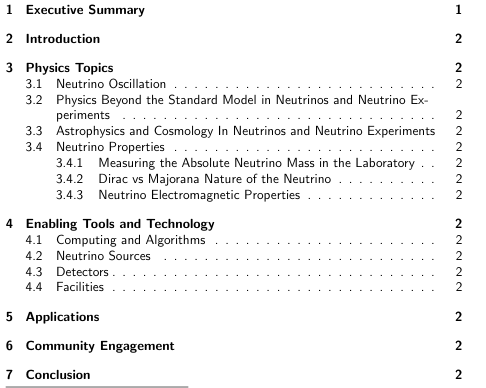 1 Executive Summary 1
2 Introduction 2
3 Physics Topics 2
3.1 Neutrino Oscillation . . . . . . . . . . . . . . . . . . . . . . . . . . 2
3.2 Physics Beyond the Standard Model in Neutrinos and Neutrino Ex-
periments . . . . . . . . . . . . . . . . . . . . . . . . . . . . . . . 2
3.3 Astrophysics and Cosmology In Neutrinos and Neutrino Experiments 2
3.4 Neutrino Properties . . . . . . . . . . . . . . . . . . . . . . . . . . 2
3.4.1 Measuring the Absolute Neutrino Mass in the Laboratory . . 2
3.4.2 Dirac vs Majorana Nature of the Neutrino . . . . . . . . . . 2
3.4.3 Neutrino Electromagnetic Properties . . . . . . . . . . . . . 2
4 Enabling Tools and Technology 2
4.1 Computing and Algorithms . . . . . . . . . . . . . . . . . . . . . . 2
4.2 Neutrino Sources . . . . . . . . . . . . . . . . . . . . . . . . . . . 2
4.3 Detectors . . . . . . . . . . . . . . . . . . . . . . . . . . . . . . . . 2
4.4 Facilities . . . . . . . . . . . . . . . . . . . . . . . . . . . . . . . . 2
5 Applications 2
6 Community Engagement 2
7 Conclusion 2